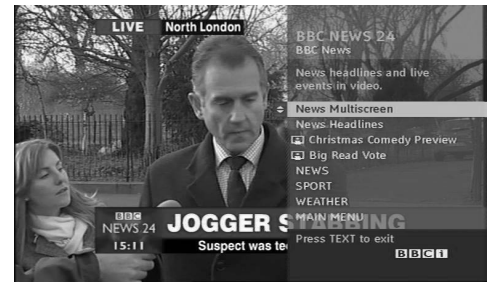 LIVE North London
BBC NEWS 24
BBC News
News headlines and live
events in video.
News Multiscreen
News Headlines
Christmas Comedy Preview
Big Read Vote
NEWS
SPORT
WEATHER
MAIN MENU
Press TEXT to exit
BBCi
BBC
NEWS 24
15:11
JOGGER STABBING
Suspect was